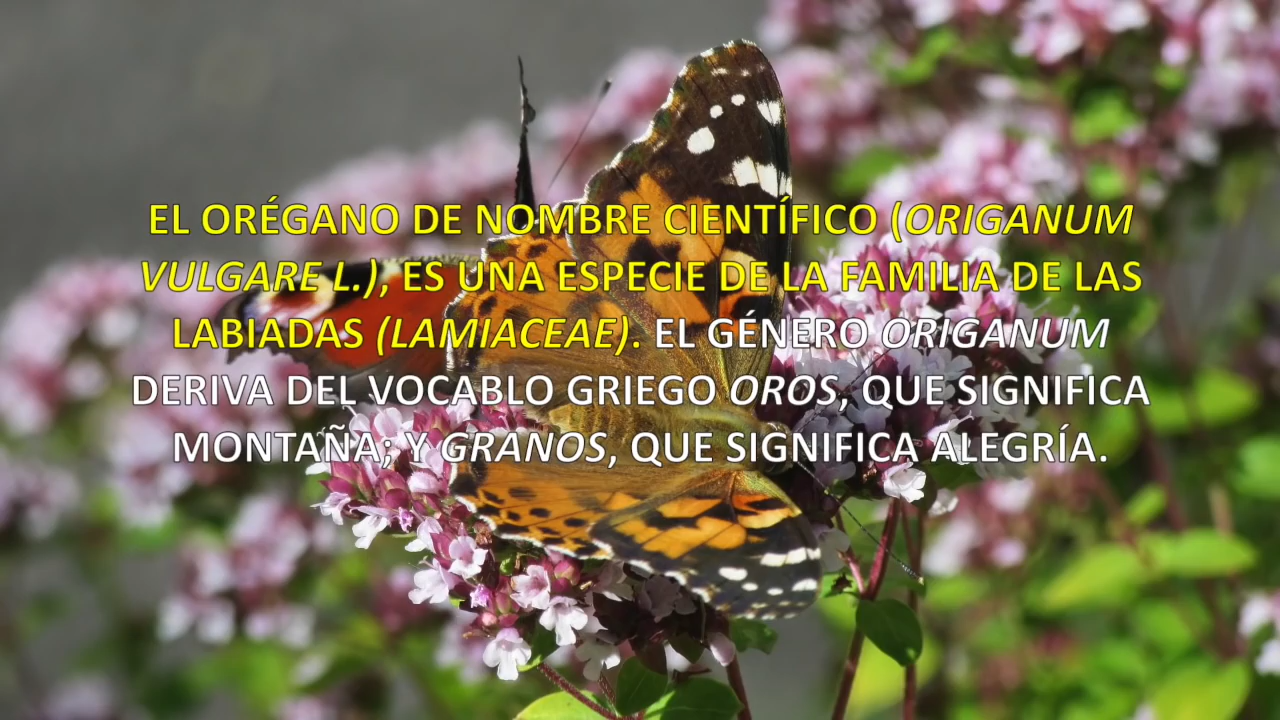 EL ORÉGANO DE NOMBRE CIENTÍFICO (ORIGANUM
VULGARE L.), ES UNA ESPECIE DE LA FAMILIA DE LAS
LABIADAS (LAMIACEAE). EL GÉNERO ORIGANUM
DERIVA DEL VOCABLO GRIEGO OROS, QUE SIGNIFICA
MONTAÑA; Y GRANOS, QUE SIGNIFICA ALEGRÍA.